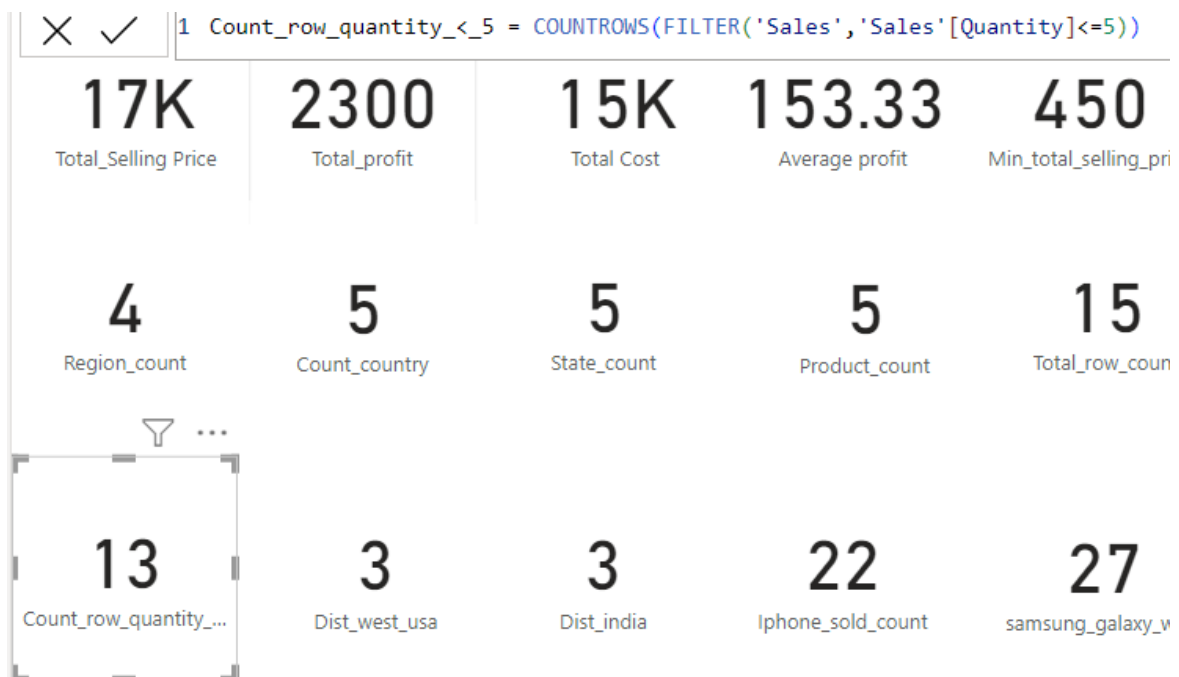 1 Count_row_quantity_<_5 = COUNTROWS(FILTER('Sales','Sales'[Quantity]<=5))
17K 2300 15K 153.33 450
Total_Selling Price Total_profit Total Cost Average profit Min_total_selling_pri
4 5 5 5 15
Region_count Count_country State_count Product_count Total_row_coun
13 3 3 22 27
Count_row_quantity_... Dist_west_usa Dist_india Iphone_sold_count samsung_galaxy_w